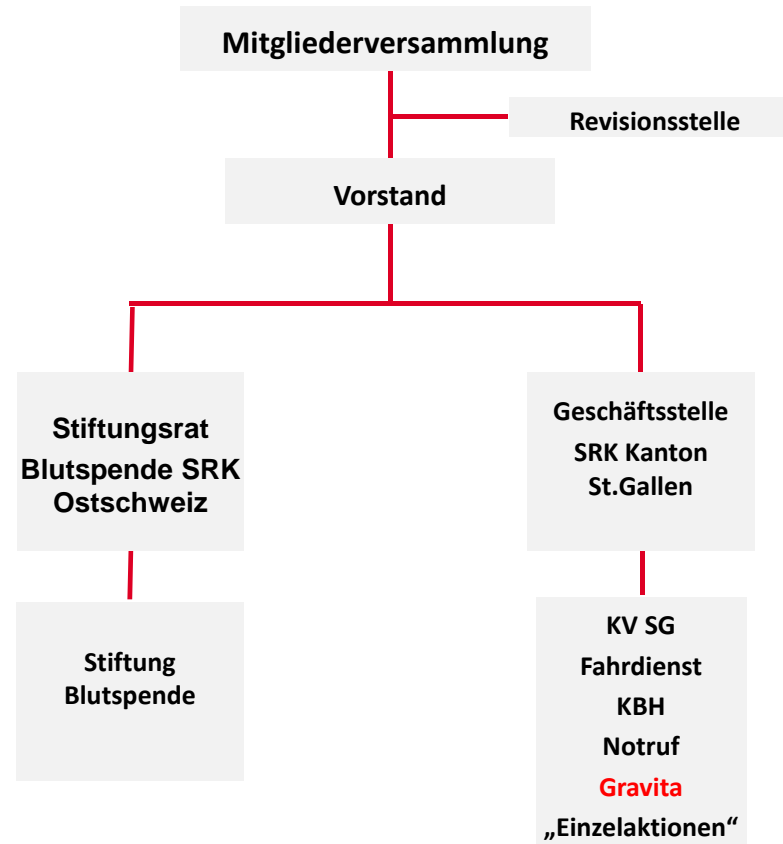 Mitgliederversammlung
Revisionsstelle
Vorstand
Stiftungsrat
Blutspende SRK
Ostschweiz
Geschäftsstelle
SRK Kanton
St.Gallen
Stiftung
Blutspende
KV SG
Fahrdienst
KBH
Notruf
Gravita
„Einzelaktionen“